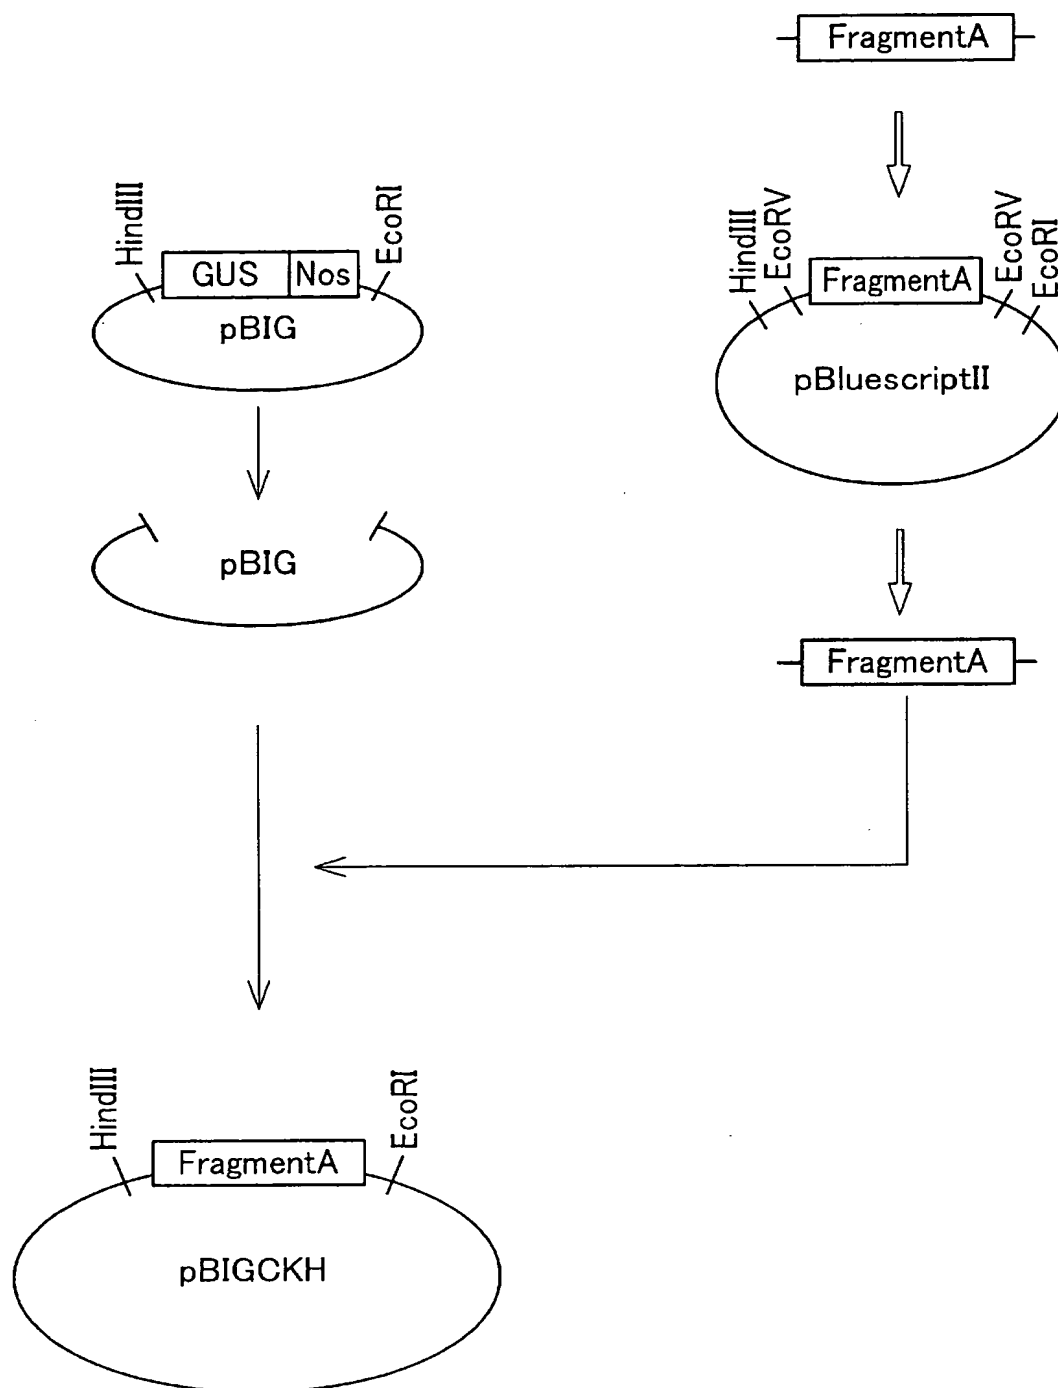 FragmentA
HindIII
EcoRV
EcoRV
EcoRI
FragmentA
pBluescriptII
HindIII
EcoRI
GUS Nos
pBIG
pBIG
FragmentA
HindIII
EcoRI
FragmentA
pBIGCKH